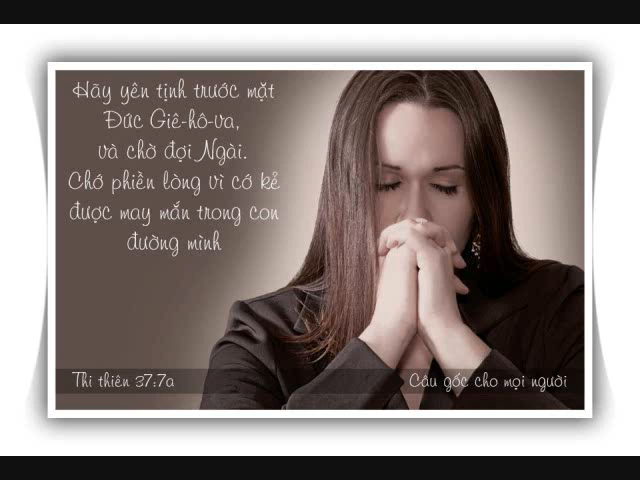 Hãy yên tịnh trước mặt
Đức Giê-hô-va,
và chờ đợi Ngài.
Chớ phiền lòng vì cớ kẻ
được may mắn trong con
đường mình
Thi thiên 37:7a
Câu gốc cho mọi người